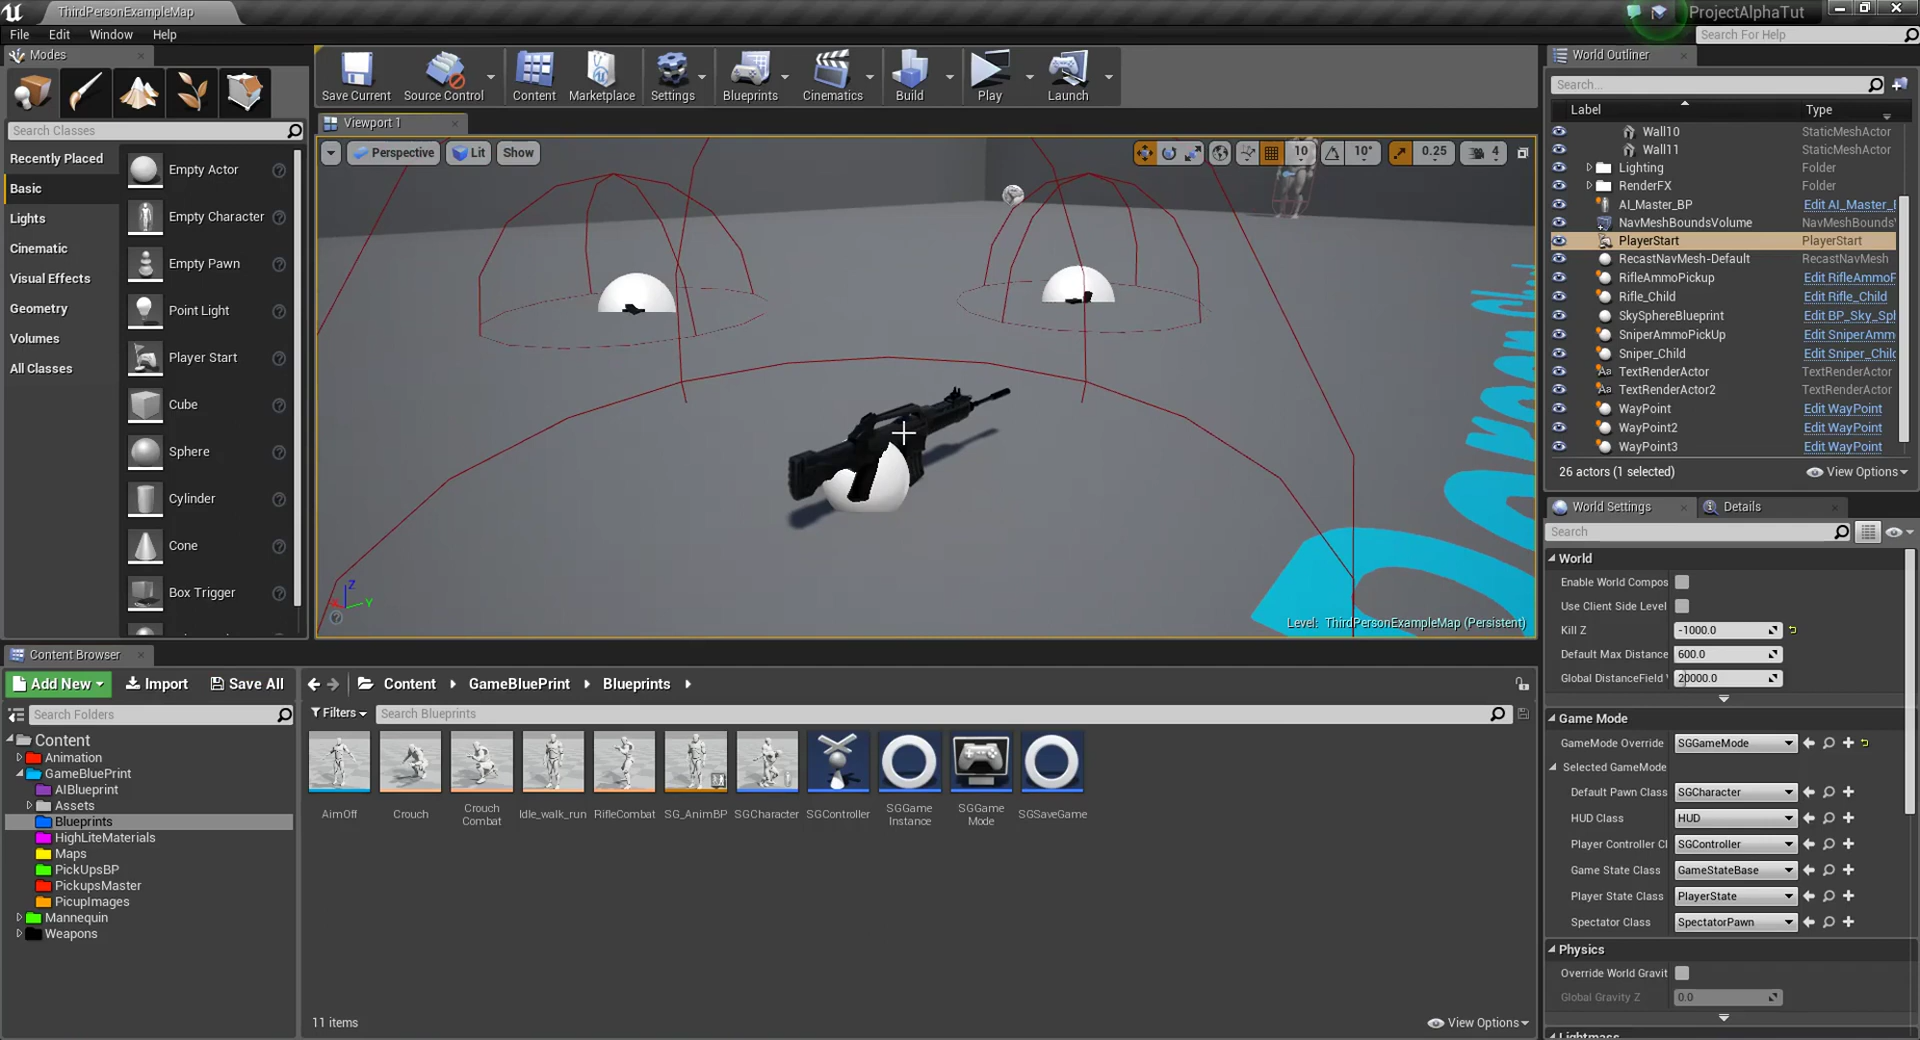 ThirdPersonExampleMap
ProjectAlphaTut
File Edit Window Help
Search For Help
Modes
Search Classes
Recently Placed
Basic
Lights
Cinematic
Visual Effects
Geometry
Volumes
All Classes
Empty Actor
Empty Character
Empty Pawn
Point Light
Player Start
Cube
Sphere
Cylinder
Cone
Box Trigger
Save Current
Source Control
Content
Marketplace
Settings
Blueprints
Cinematics
Build
Play
Launch
Viewport 1
Perspective Lit Show
10 10° 0.25 4
Level: ThirdPersonExampleMap (Persistent)
Z
Y
World Outliner
Search...
Label Type
Wall10 StaticMeshActor
Wall11 StaticMeshActor
Lighting Folder
RenderFX Folder
AI_Master_BP Edit AI_Master_
NavMeshBoundsVolume NavMeshBounds
PlayerStart PlayerStart
RecastNavMesh-Default RecastNavMesh
RifleAmmoPickup Edit RifleAmmoP
Rifle_Child Edit Rifle_Child
SkySphereBlueprint Edit BP_Sky_Sph
SniperAmmoPickUp Edit SniperAmm
Sniper_Child Edit Sniper_Child
TextRenderActor TextRenderActor
TextRenderActor2 TextRenderActor
WayPoint Edit WayPoint
WayPoint2 Edit WayPoint
WayPoint3 Edit WayPoint
26 actors (1 selected) View Options
World Settings Details
Search
World
Enable World Compos
Use Client Side Level
Kill Z -1000.0
Default Max Distance 600.0
Global DistanceField 20000.0
Game Mode
GameMode Override SGGameMode
Selected GameMode
Default Pawn Class SGCharacter
HUD Class HUD
Player Controller Cl SGController
Game State Class GameStateBase
Player State Class PlayerState
Spectator Class SpectatorPawn
Physics
Override World Gravit
Global Gravity Z 0.0
Lightmass
Content Browser
Add New Import Save All
Content GameBluePrint Blueprints
Search Folders
Filters Search Blueprints
Content
Animation
GameBluePrint
AIBlueprint
Assets
Blueprints
HighLiteMaterials
Maps
PickUpsBP
PickupsMaster
PicupImages
Mannequin
Weapons
AimOff
Crouch
Crouch Combat
Idle_walk_run
RifleCombat
SG_AnimBP
SGCharacter
SGController
SGGame Instance
SGGame Mode
SGSaveGame
11 items
View Options